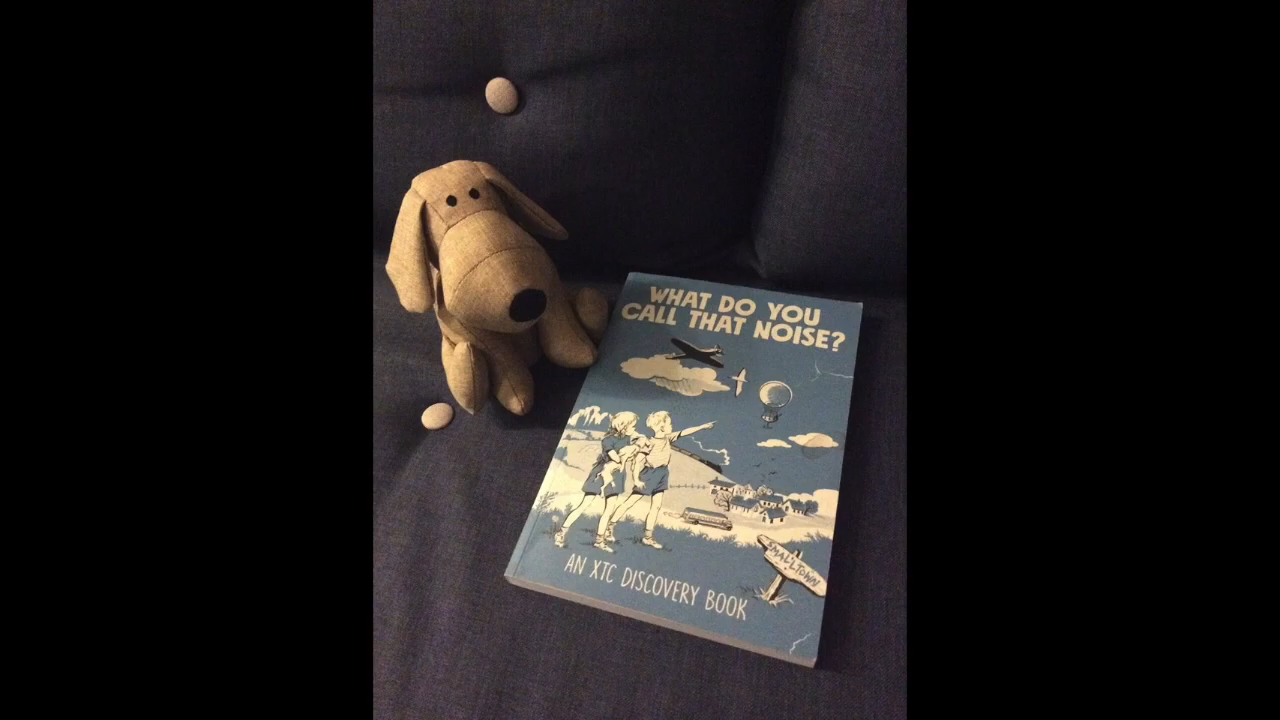 WHAT DO YOU
CALL THAT NOISE?
SMALLTOWN
AN XTC DISCOVERY BOOK